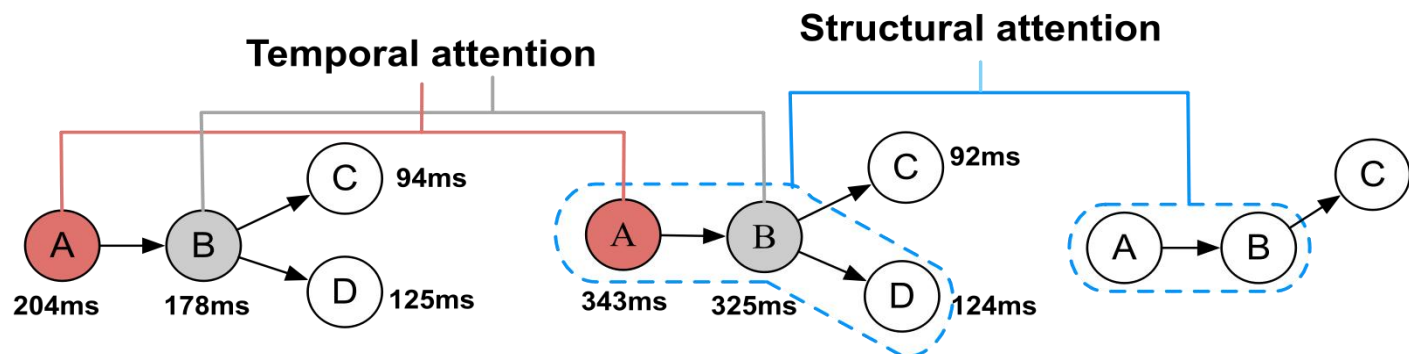 Structural attention
Temporal attention
C
94ms
A
B
D
125ms
204ms
178ms
C
92ms
A
B
D
124ms
343ms
325ms
C
A
B